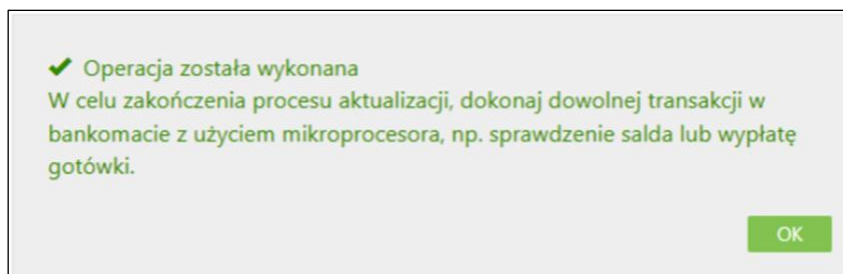 ✔ Operacja została wykonana
W celu zakończenia procesu aktualizacji, dokonaj dowolnej transakcji w
bankomacie z użyciem mikroprocesora, np. sprawdzenie salda lub wypłatę
gotówki.
OK